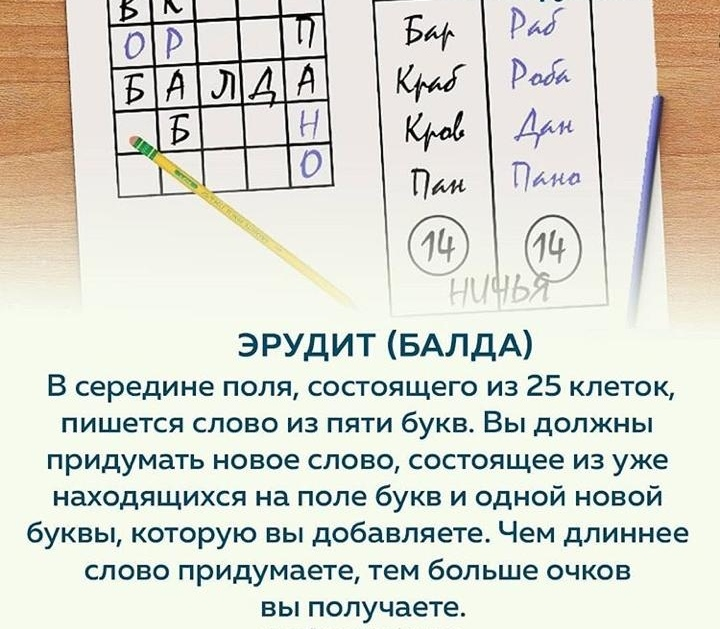 В К
О Р П
Б А Л Д А
Б Н
О
Бар Раб
Краб Роба
Кров Дан
Пан Пано
14 14
НИЧЬЯ
ЭРУДИТ (БАЛДА)
В середине поля, состоящего из 25 клеток,
пишется слово из пяти букв. Вы должны
придумать новое слово, состоящее из уже
находящихся на поле букв и одной новой
буквы, которую вы добавляете. Чем длиннее
слово придумаете, тем больше очков
вы получаете.